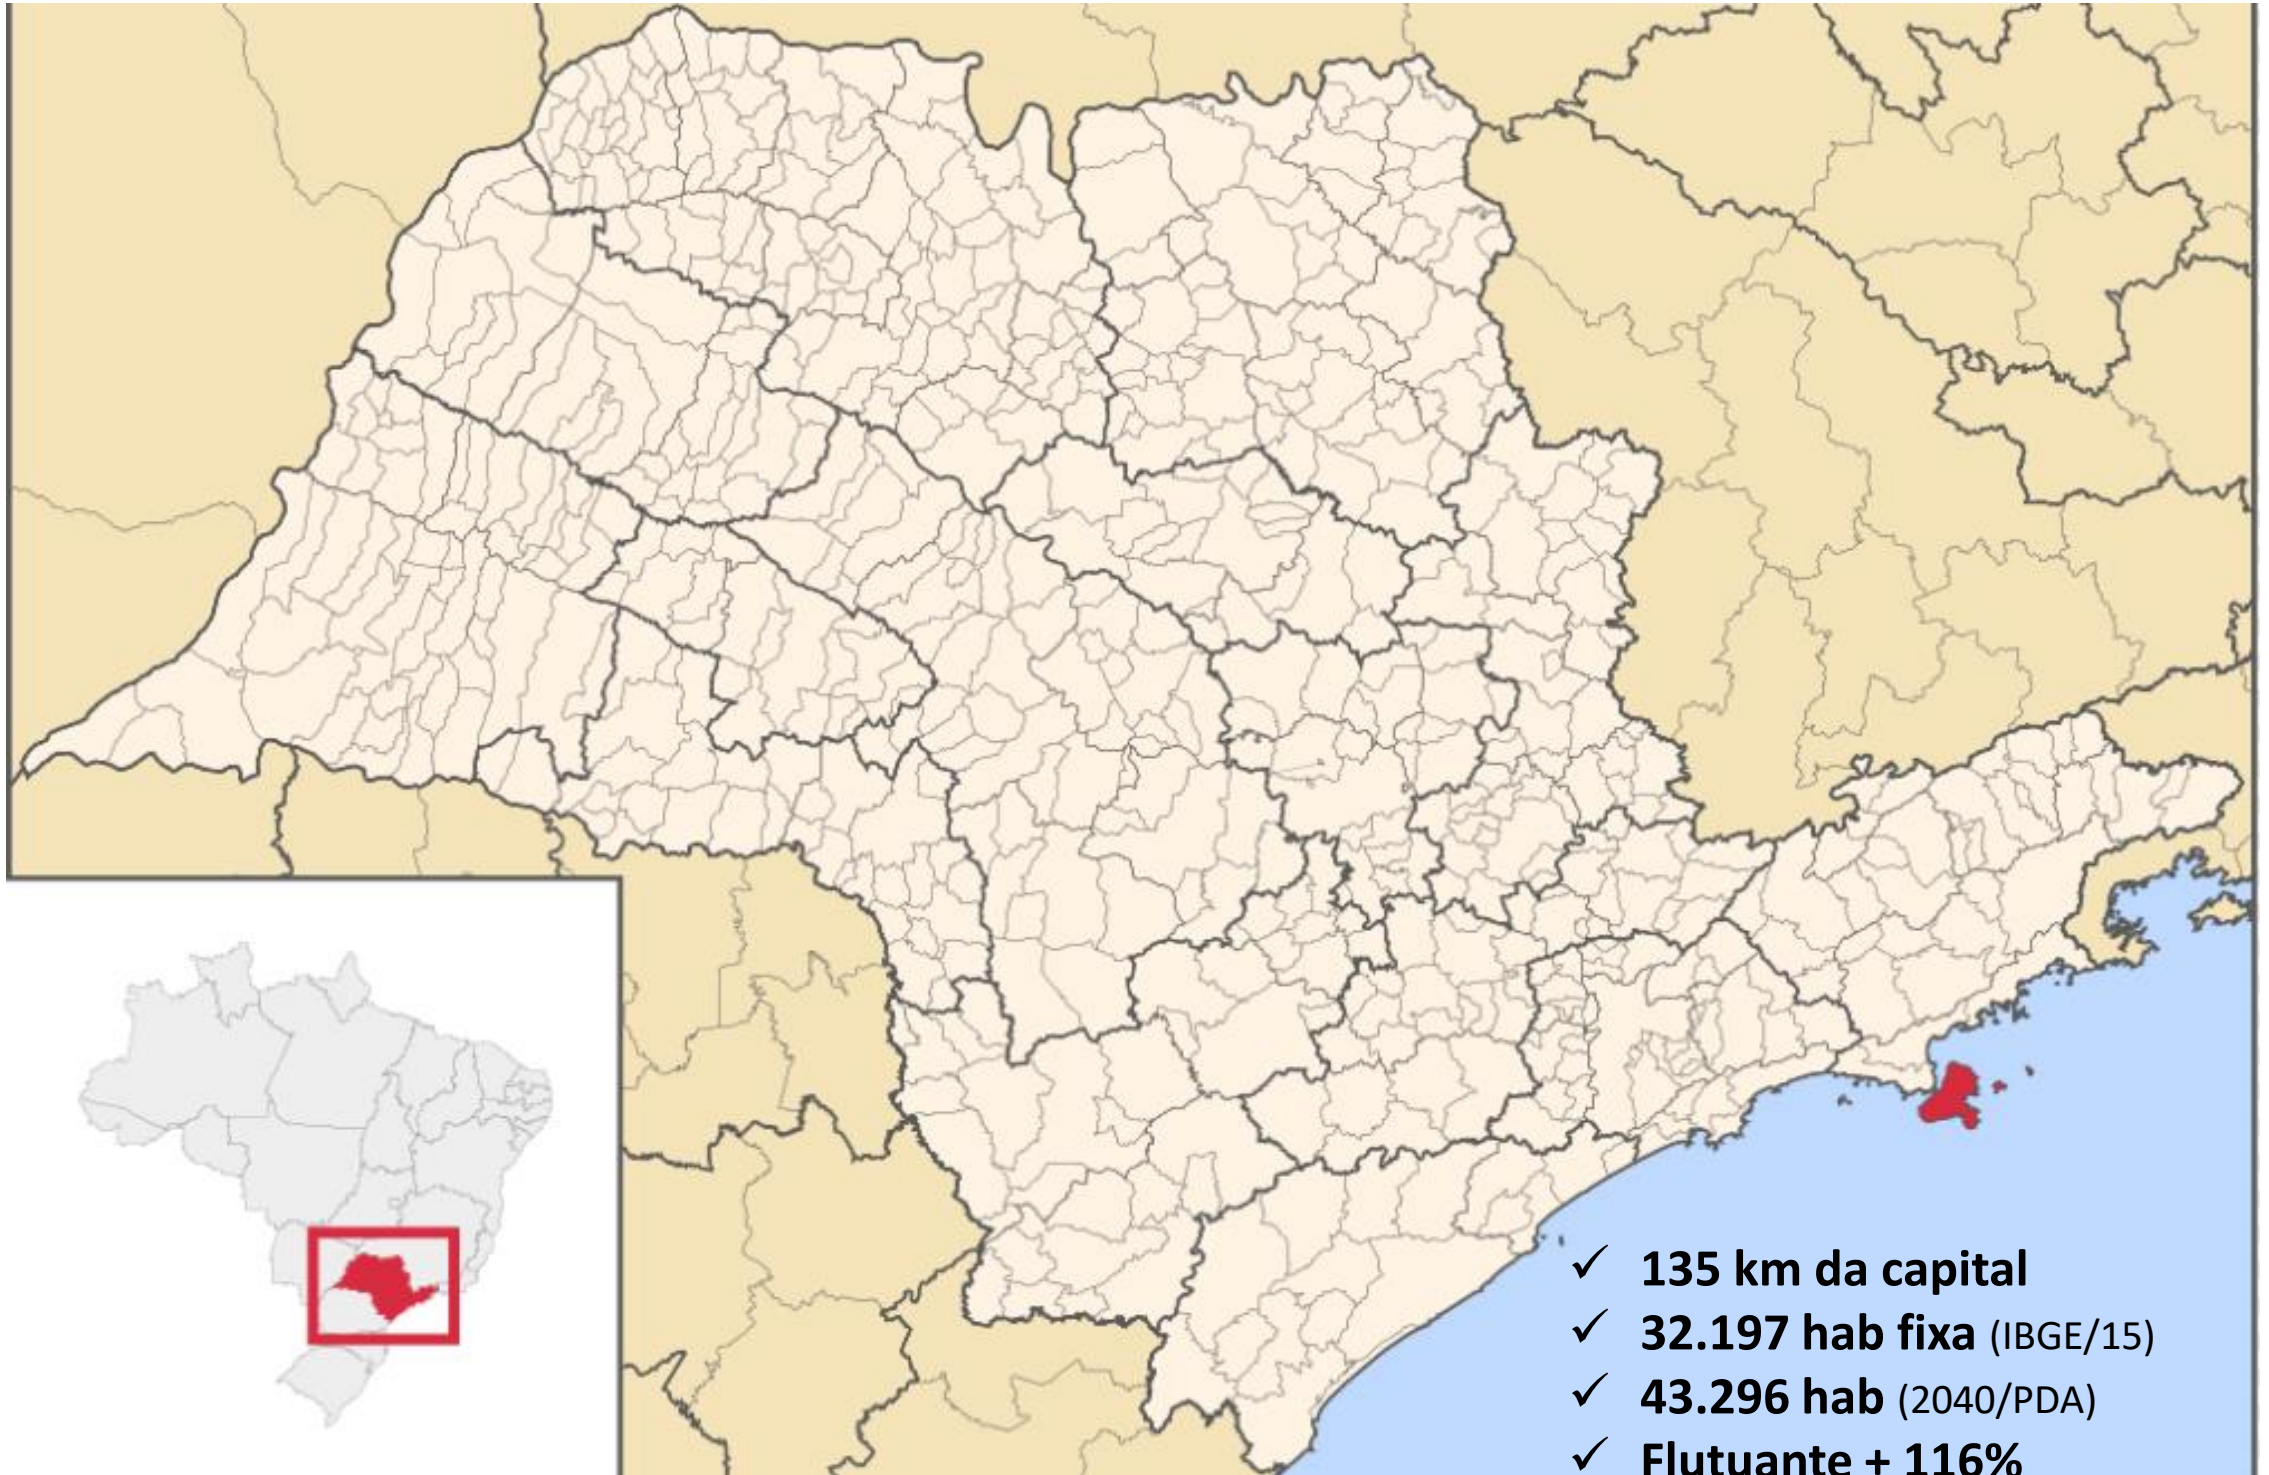 ✓ 135 km da capital
✓ 32.197 hab fixa (IBGE/15)
✓ 43.296 hab (2040/PDA)
✓ Flutuante + 116%